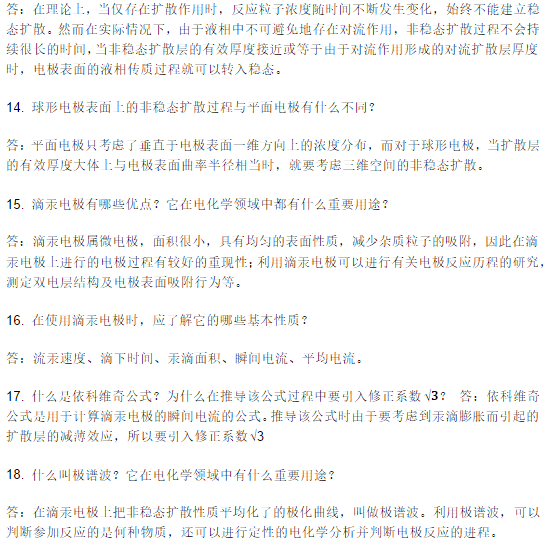 答：在理论上，当仅存在扩散作用时，反应粒子浓度随时间不断发生变化，始终不能建立稳
态扩散。然而在实际情况下，由于液相中不可避免地存在对流作用，非稳态扩散过程不会持
续很长的时间，当非稳态扩散层的有效厚度接近或等于由于对流作用形成的对流扩散层厚度
时，电极表面的液相传质过程就可以转入稳态。
14. 球形电极表面上的非稳态扩散过程与平面电极有什么不同？
答：平面电极只考虑了垂直于电极表面一维方向上的浓度分布，而对于球形电极，当扩散层
的有效厚度大体上与电极表面曲率半径相当时，就要考虑三维空间的非稳态扩散。
15. 滴汞电极有哪些优点？它在电化学领域中都有什么重要用途？
答：滴汞电极属微电极，面积很小，具有均匀的表面性质，减少杂质粒子的吸附，因此在滴
汞电极上进行的电极过程有较好的重现性；利用滴汞电极可以进行有关电极反应历程的研究，
测定双电层结构及电极表面吸附行为等。
16. 在使用滴汞电极时，应了解它的哪些基本性质？
答：流汞速度、滴下时间、汞滴面积、瞬间电流、平均电流。
17. 什么是依科维奇公式？为什么在推导该公式过程中要引入修正系数√3？ 答：依科维奇
公式是用于计算滴汞电极的瞬间电流的公式。推导该公式时由于要考虑到汞滴膨胀而引起的
扩散层的减薄效应，所以要引入修正系数√3
18. 什么叫极谱波？它在电化学领域中有什么重要用途？
答：在滴汞电极上把非稳态扩散性质平均化了的极化曲线，叫做极谱波。利用极谱波，可以
判断参加反应的是何种物质，还可以进行定性的电化学分析并判断电极反应的进程。